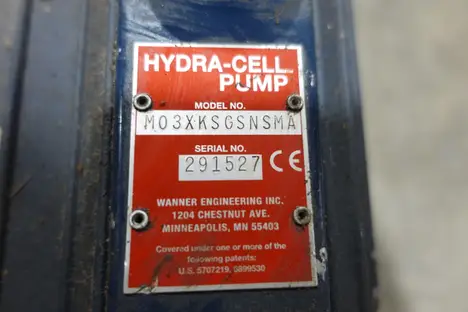 HYDRA-CELL
PUMP
MODEL NO.
M03XKSGSNSMA
SERIAL NO.
291527 CE
WANNER ENGINEERING INC.
1204 CHESTNUT AVE.
MINNEAPOLIS, MN 55403
Covered under one or more of the
following patents:
U.S. 5707219, 5899530